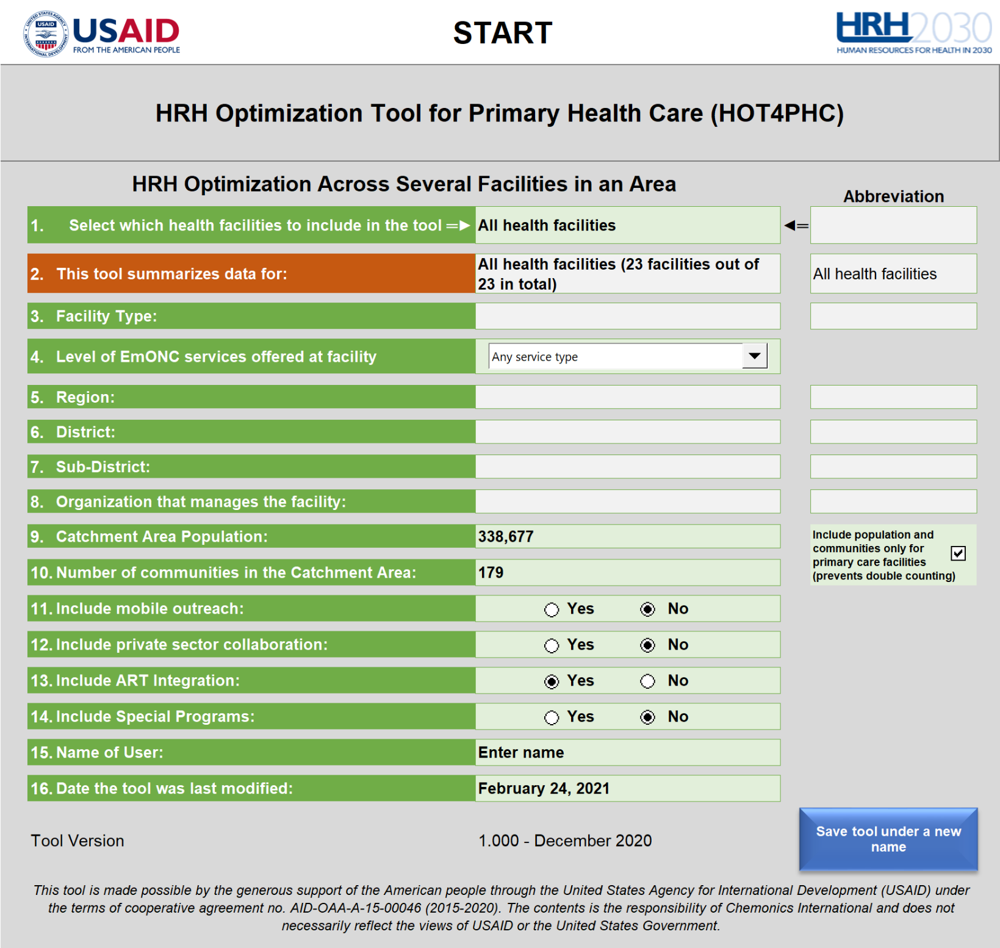 UNITED STATES AGENCY
USAID
INTERNATIONAL DEVELOPMENT
USAID
FROM THE AMERICAN PEOPLE
START
HRH2030
HUMAN RESOURCES FOR HEALTH IN 2030
HRH Optimization Tool for Primary Health Care (HOT4PHC)
HRH Optimization Across Several Facilities in an Area
Abbreviation
1. Select which health facilities to include in the tool =► All health facilities ◄=
2. This tool summarizes data for: All health facilities (23 facilities out of
23 in total) All health facilities
3. Facility Type:
4. Level of EmONC services offered at facility Any service type
5. Region:
6. District:
7. Sub-District:
8. Organization that manages the facility:
9. Catchment Area Population: 338,677
Include population and
communities only for
primary care facilities
(prevents double counting)
10. Number of communities in the Catchment Area: 179
11. Include mobile outreach: Yes No
12. Include private sector collaboration: Yes No
13. Include ART Integration: Yes No
14. Include Special Programs: Yes No
15. Name of User: Enter name
16. Date the tool was last modified: February 24, 2021
Tool Version 1.000 - December 2020
Save tool under a new
name
This tool is made possible by the generous support of the American people through the United States Agency for International Development (USAID) under
the terms of cooperative agreement no. AID-OAA-A-15-00046 (2015-2020). The contents is the responsibility of Chemonics International and does not
necessarily reflect the views of USAID or the United States Government.